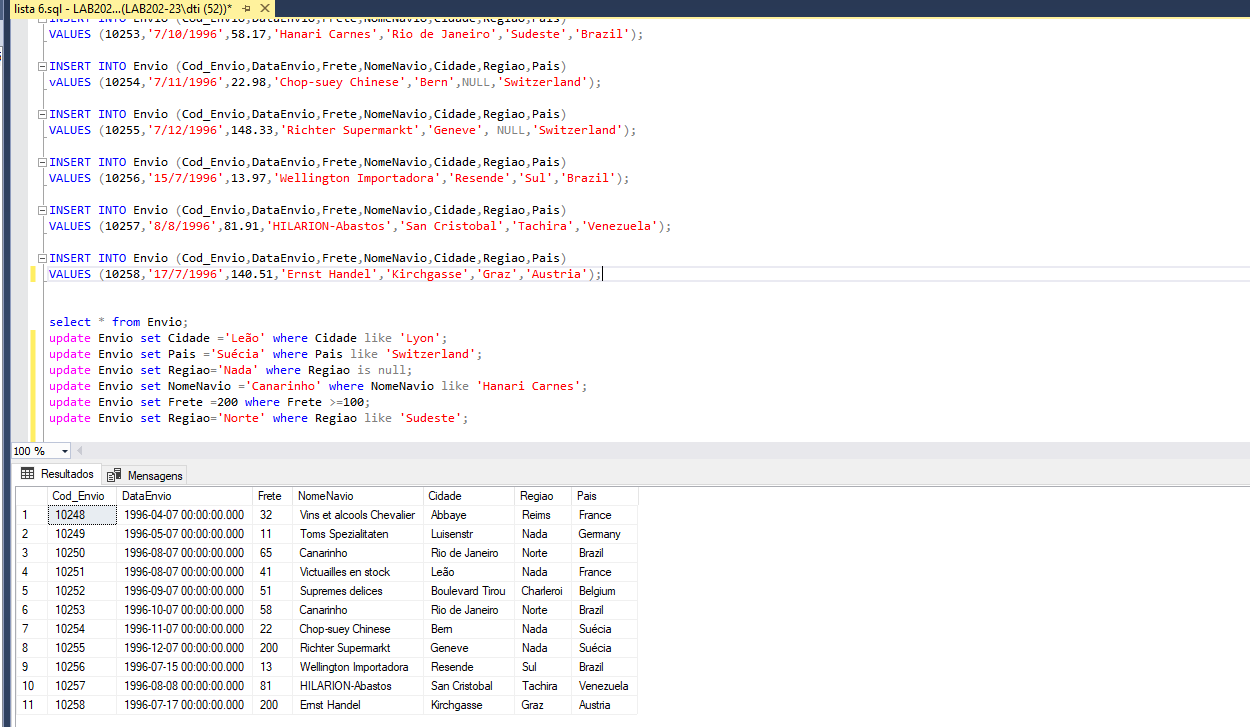 lista 6.sql - LAB202...(LAB202-23\dti (52))*
INSERT INTO Envio (Cod_Envio,DataEnvio,Frete,NomeNavio,Cidade,Regiao,Pais)
VALUES (10253,'7/10/1996',58.17,'Hanari Carnes','Rio de Janeiro','Sudeste','Brazil');
INSERT INTO Envio (Cod_Envio,DataEnvio,Frete,NomeNavio,Cidade,Regiao,Pais)
vALUES (10254,'7/11/1996',22.98,'Chop-suey Chinese','Bern',NULL,'Switzerland');
INSERT INTO Envio (Cod_Envio,DataEnvio,Frete,NomeNavio,Cidade,Regiao,Pais)
VALUES (10255,'7/12/1996',148.33,'Richter Supermarkt','Geneve', NULL,'Switzerland');
INSERT INTO Envio (Cod_Envio,DataEnvio,Frete,NomeNavio,Cidade,Regiao,Pais)
VALUES (10256,'15/7/1996',13.97,'Wellington Importadora','Resende','Sul','Brazil');
INSERT INTO Envio (Cod_Envio,DataEnvio,Frete,NomeNavio,Cidade,Regiao,Pais)
VALUES (10257,'8/8/1996',81.91,'HILARION-Abastos','San Cristobal','Tachira','Venezuela');
INSERT INTO Envio (Cod_Envio,DataEnvio,Frete,NomeNavio,Cidade,Regiao,Pais)
VALUES (10258,'17/7/1996',140.51,'Ernst Handel','Kirchgasse','Graz','Austria');
select * from Envio;
update Envio set Cidade ='Leão' where Cidade like 'Lyon';
update Envio set Pais ='Suécia' where Pais like 'Switzerland';
update Envio set Regiao='Nada' where Regiao is null;
update Envio set NomeNavio ='Canarinho' where NomeNavio like 'Hanari Carnes';
update Envio set Frete =200 where Frete >=100;
update Envio set Regiao='Norte' where Regiao like 'Sudeste';
100 %
Resultados Mensagens
Cod_Envio DataEnvio Frete NomeNavio Cidade Regiao Pais
1 10248 1996-04-07 00:00:00.000 32 Vins et alcools Chevalier Abbaye Reims France
2 10249 1996-05-07 00:00:00.000 11 Toms Spezialitaten Luisenstr Nada Germany
3 10250 1996-08-07 00:00:00.000 65 Canarinho Rio de Janeiro Norte Brazil
4 10251 1996-08-07 00:00:00.000 41 Victuailles en stock Leão Nada France
5 10252 1996-09-07 00:00:00.000 51 Supremes delices Boulevard Tirou Charleroi Belgium
6 10253 1996-10-07 00:00:00.000 58 Canarinho Rio de Janeiro Norte Brazil
7 10254 1996-11-07 00:00:00.000 22 Chop-suey Chinese Bern Nada Suécia
8 10255 1996-12-07 00:00:00.000 200 Richter Supermarkt Geneve Nada Suécia
9 10256 1996-07-15 00:00:00.000 13 Wellington Importadora Resende Sul Brazil
10 10257 1996-08-08 00:00:00.000 81 HILARION-Abastos San Cristobal Tachira Venezuela
11 10258 1996-07-17 00:00:00.000 200 Ernst Handel Kirchgasse Graz Austria